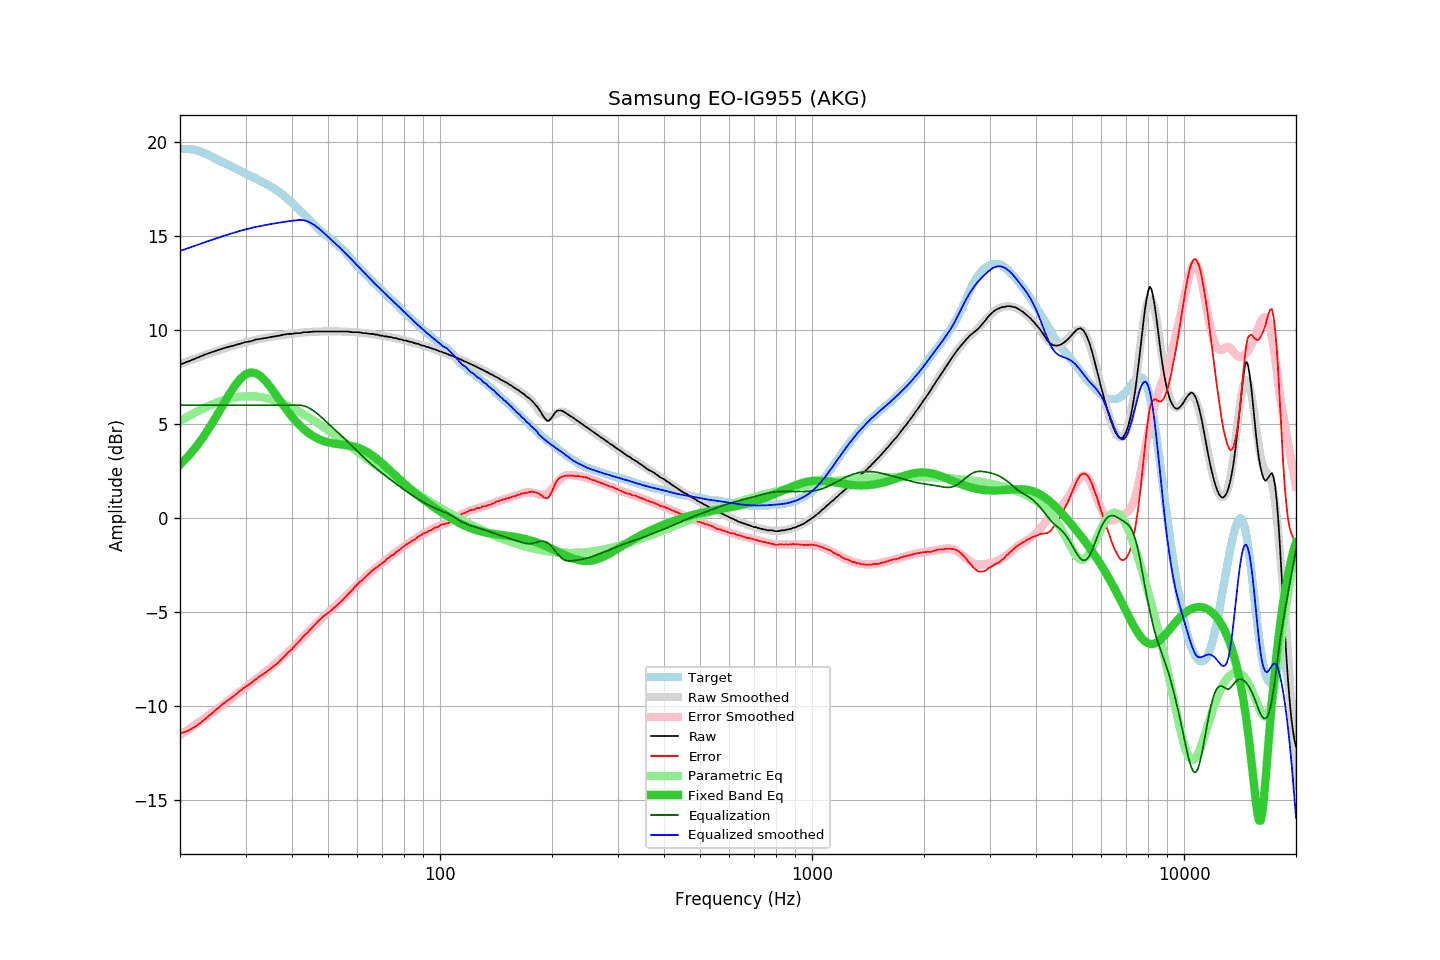 Samsung EO-IG955 (AKG)
Amplitude (dBr)
20
15
10
5
0
−5
−10
−15
Target
Raw Smoothed
Error Smoothed
Raw
Error
Parametric Eq
Fixed Band Eq
Equalization
Equalized smoothed
100
1000
10000
Frequency (Hz)